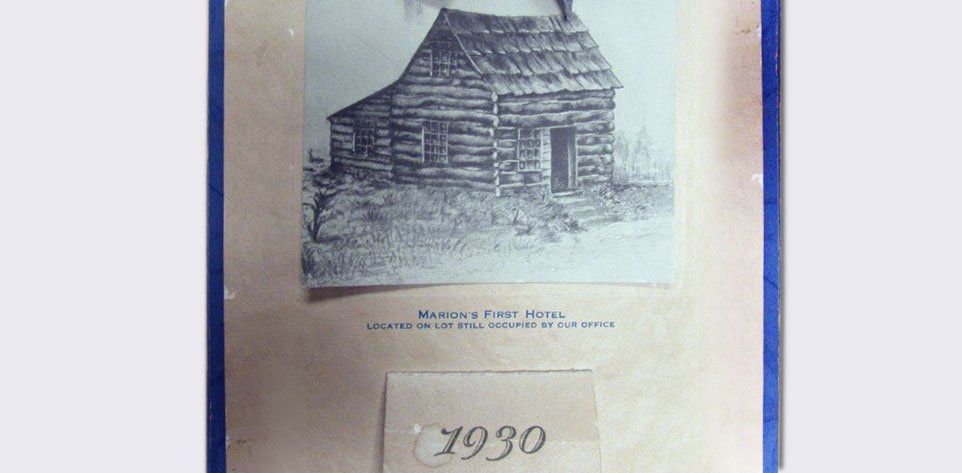 MARION'S FIRST HOTEL
LOCATED ON LOT STILL OCCUPIED BY OUR OFFICE
1930